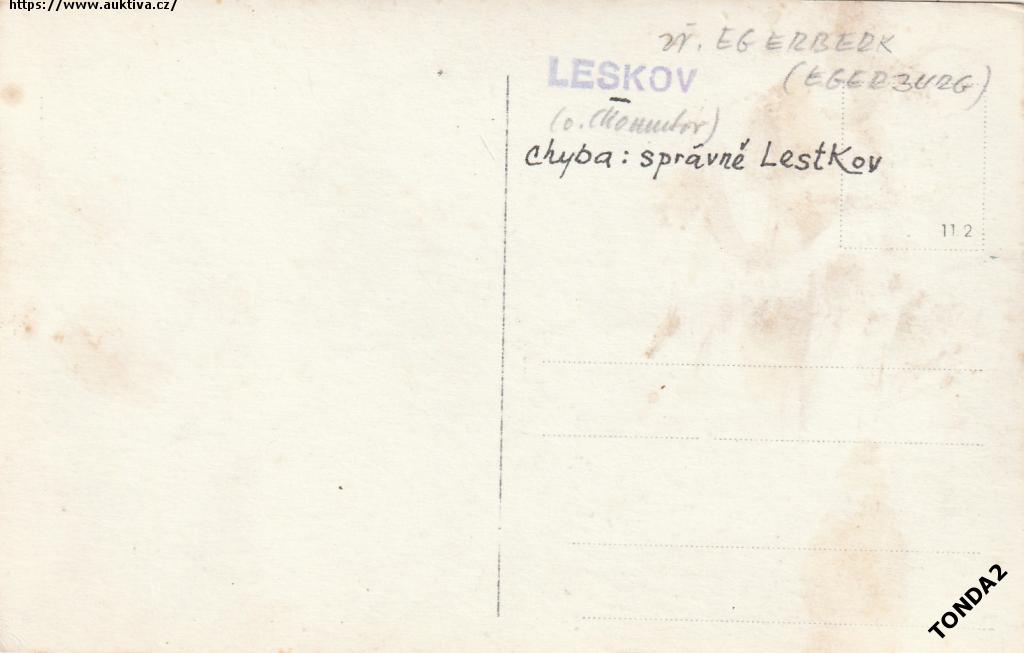 https://www.auktiva.cz/
zř. EGERBERK
LESKOV
(EGERBURG)
(o. Chomutov)
chyba: správně Lestkov
11 2
TONDA2